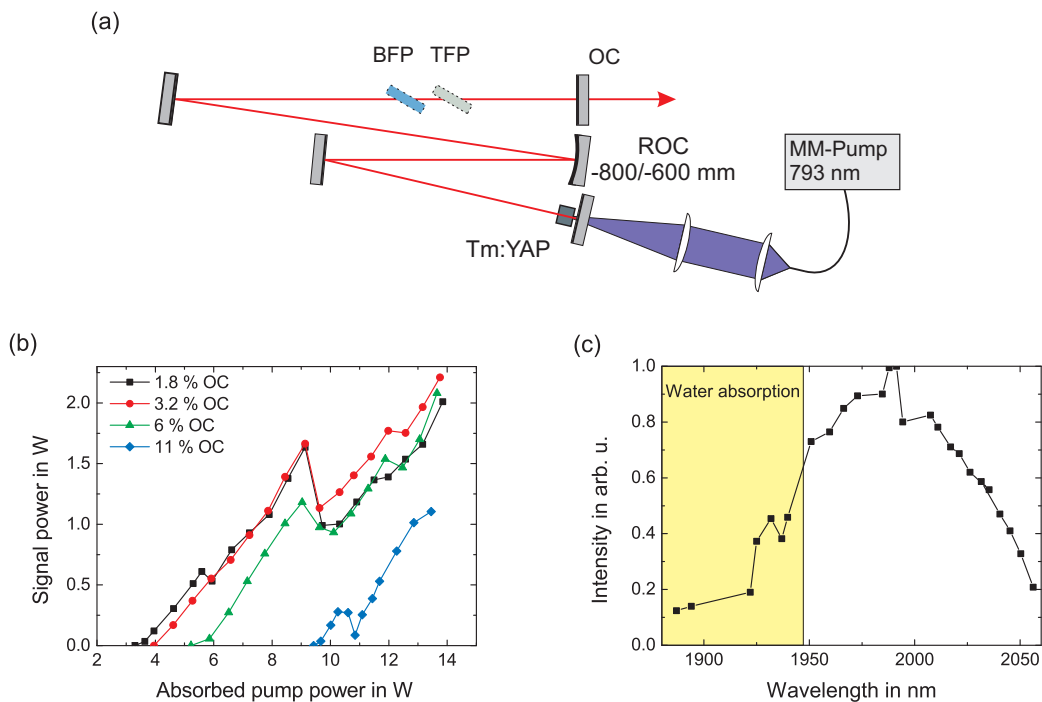 (a)
BFP TFP OC
ROC
-800/-600 mm
MM-Pump
793 nm
Tm:YAP
(b)
1.8 % OC
3.2 % OC
6 % OC
11 % OC
2.0
1.5
1.0
0.5
0.0
Signal power in W
2 4 6 8 10 12 14
Absorbed pump power in W
(c)
Water absorption
1.0
0.8
0.6
0.4
0.2
0.0
Intensity in arb. u.
1900 1950 2000 2050
Wavelength in nm